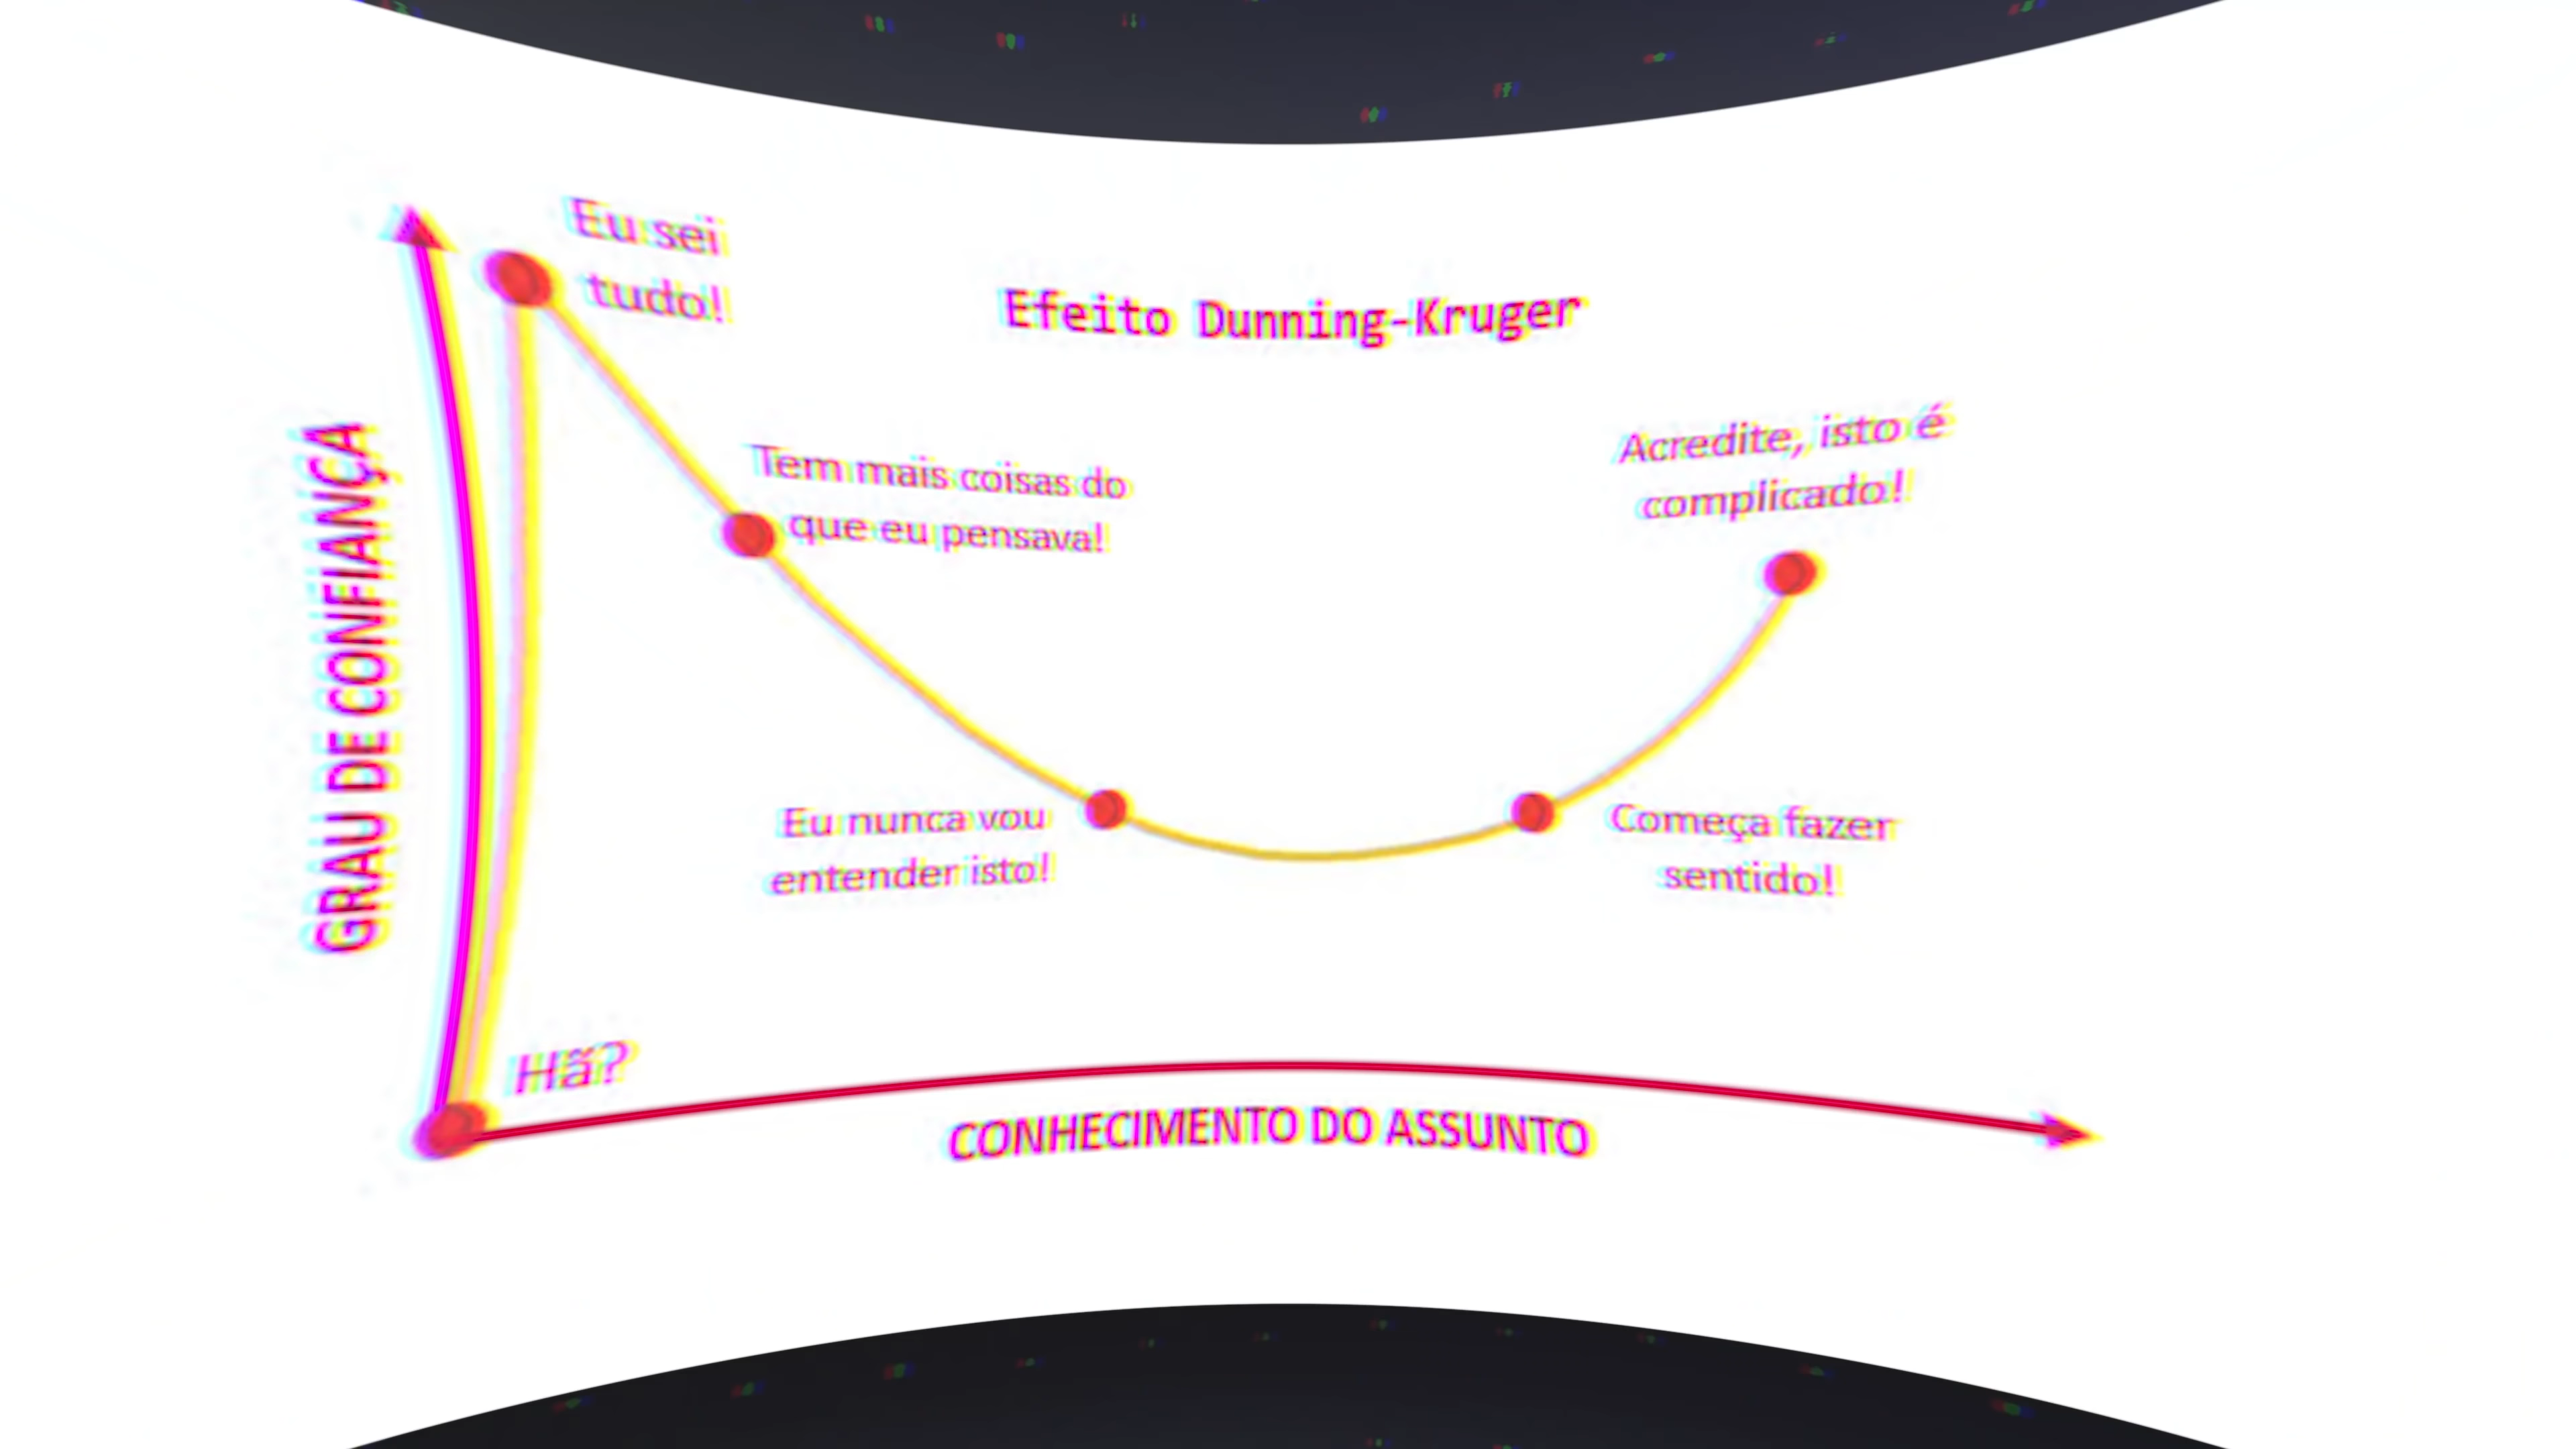 Eu sei
tudo!
Efeito Dunning-Kruger
Acredite, isto é
complicado!
Tem mais coisas do
que eu pensava!
GRAU DE CONFIANÇA
Eu nunca vou
entender isto!
Começa fazer
sentido!
Hã?
CONHECIMENTO DO ASSUNTO